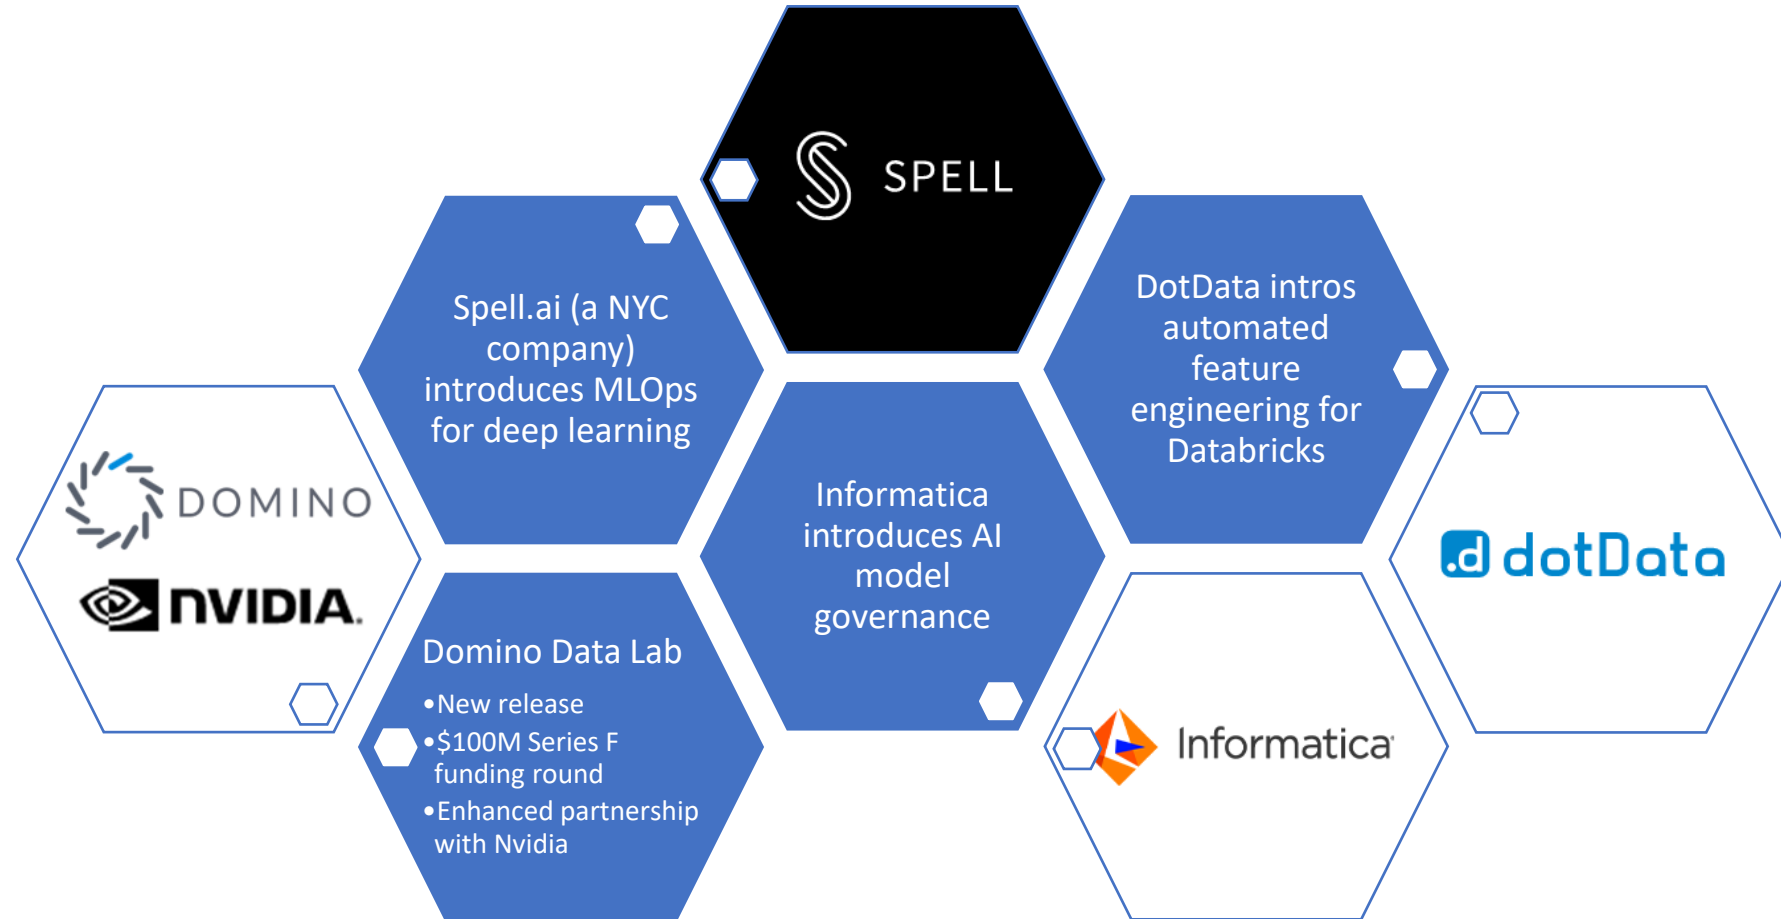 SPELL
Spell.ai (a NYC
company)
introduces MLOps
for deep learning
DotData intros
automated
feature
engineering for
Databricks
DOMINO
NVIDIA.
Informatica
introduces AI
model
governance
.d dotData
Domino Data Lab
•New release
•$100M Series F
funding round
•Enhanced partnership
with Nvidia
Informatica